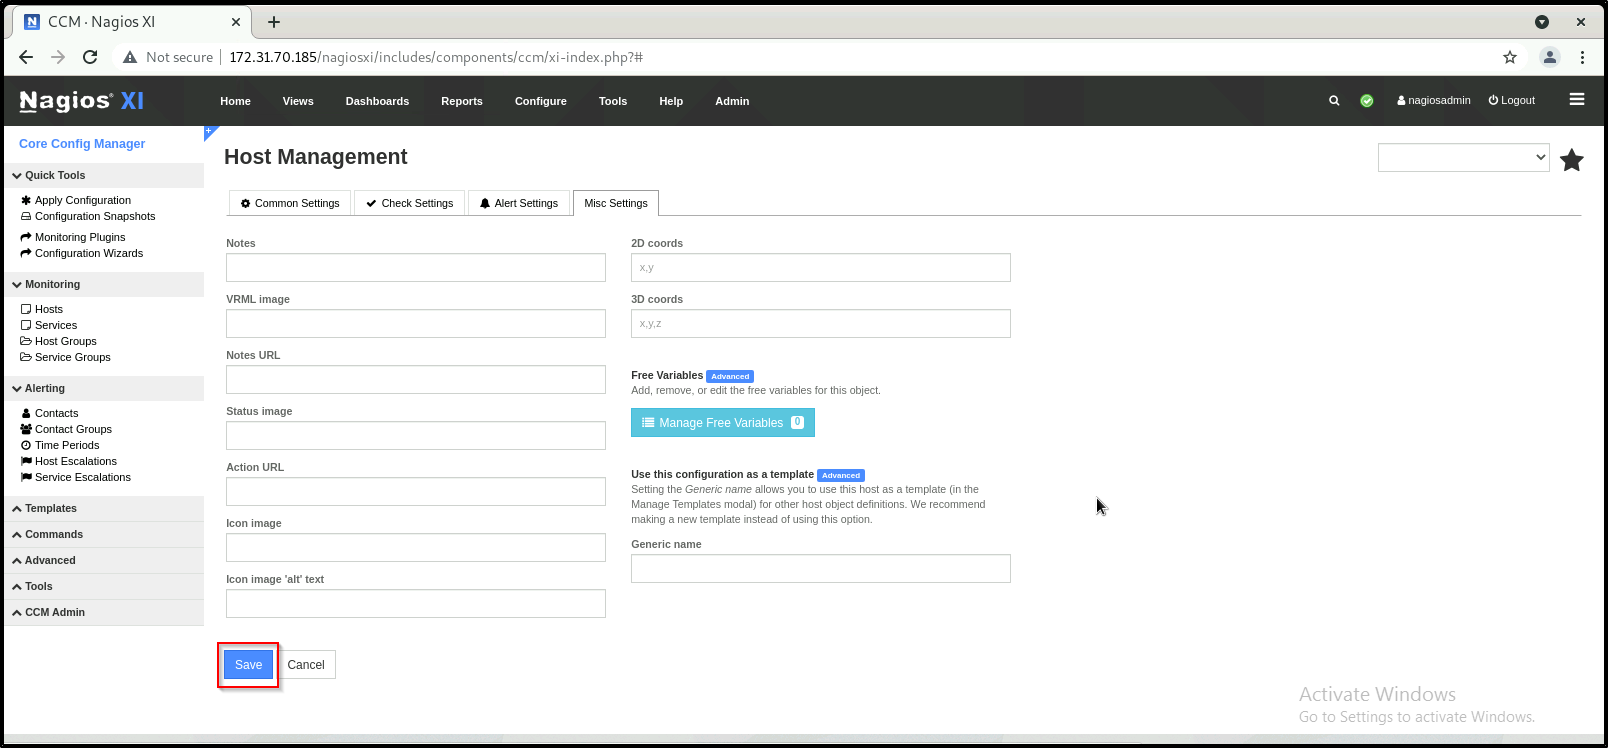 CCM · Nagios XI
Not secure | 172.31.70.185/nagiosxi/includes/components/ccm/xi-index.php?#
Nagios® XI
Home Views Dashboards Reports Configure Tools Help Admin
nagiosadmin Logout
Core Config Manager
Quick Tools
Apply Configuration
Configuration Snapshots
Monitoring Plugins
Configuration Wizards
Monitoring
Hosts
Services
Host Groups
Service Groups
Alerting
Contacts
Contact Groups
Time Periods
Host Escalations
Service Escalations
Templates
Commands
Advanced
Tools
CCM Admin
Host Management
Common Settings Check Settings Alert Settings Misc Settings
Notes
VRML image
Notes URL
Status image
Action URL
Icon image
Icon image 'alt' text
2D coords
x,y
3D coords
x,y,z
Free Variables Advanced
Add, remove, or edit the free variables for this object.
Manage Free Variables 0
Use this configuration as a template Advanced
Setting the Generic name allows you to use this host as a template (in the
Manage Templates modal) for other host object definitions. We recommend
making a new template instead of using this option.
Generic name
Save Cancel
Activate Windows
Go to Settings to activate Windows.